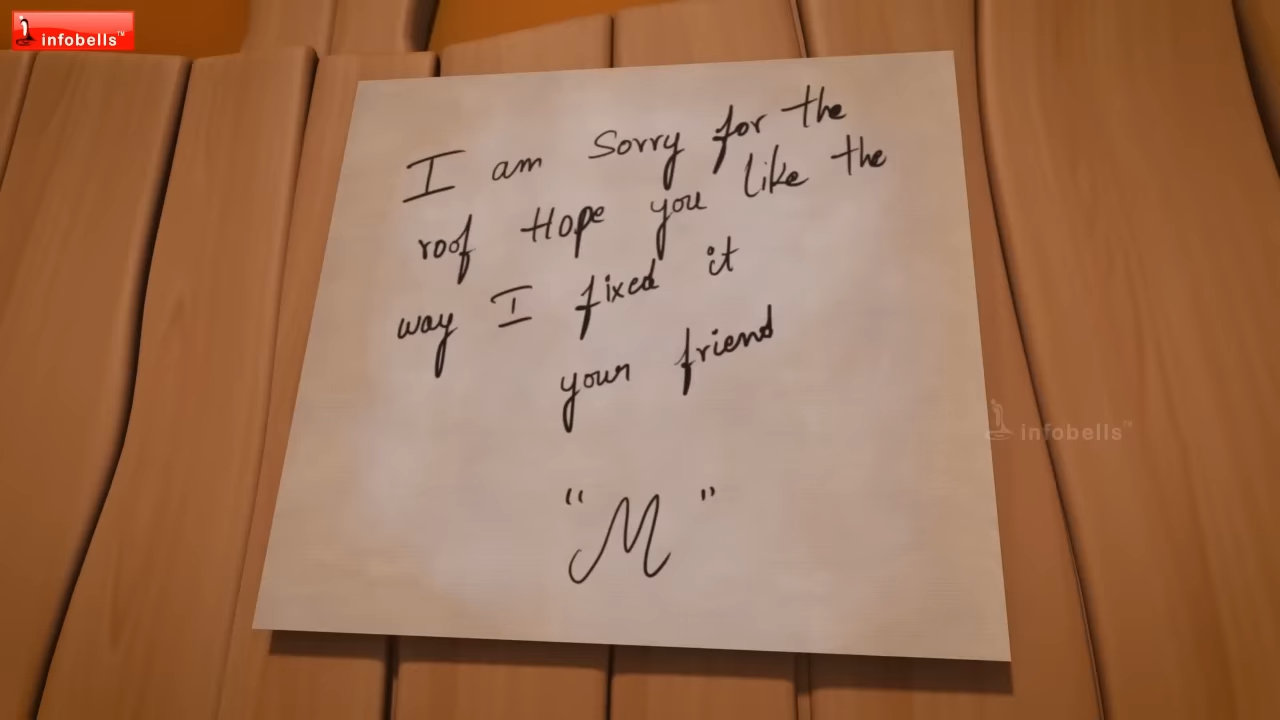 infobells™
I am Sorry for the
roof Hope you like the
way I fixed it
your friend
"M"
infobells™